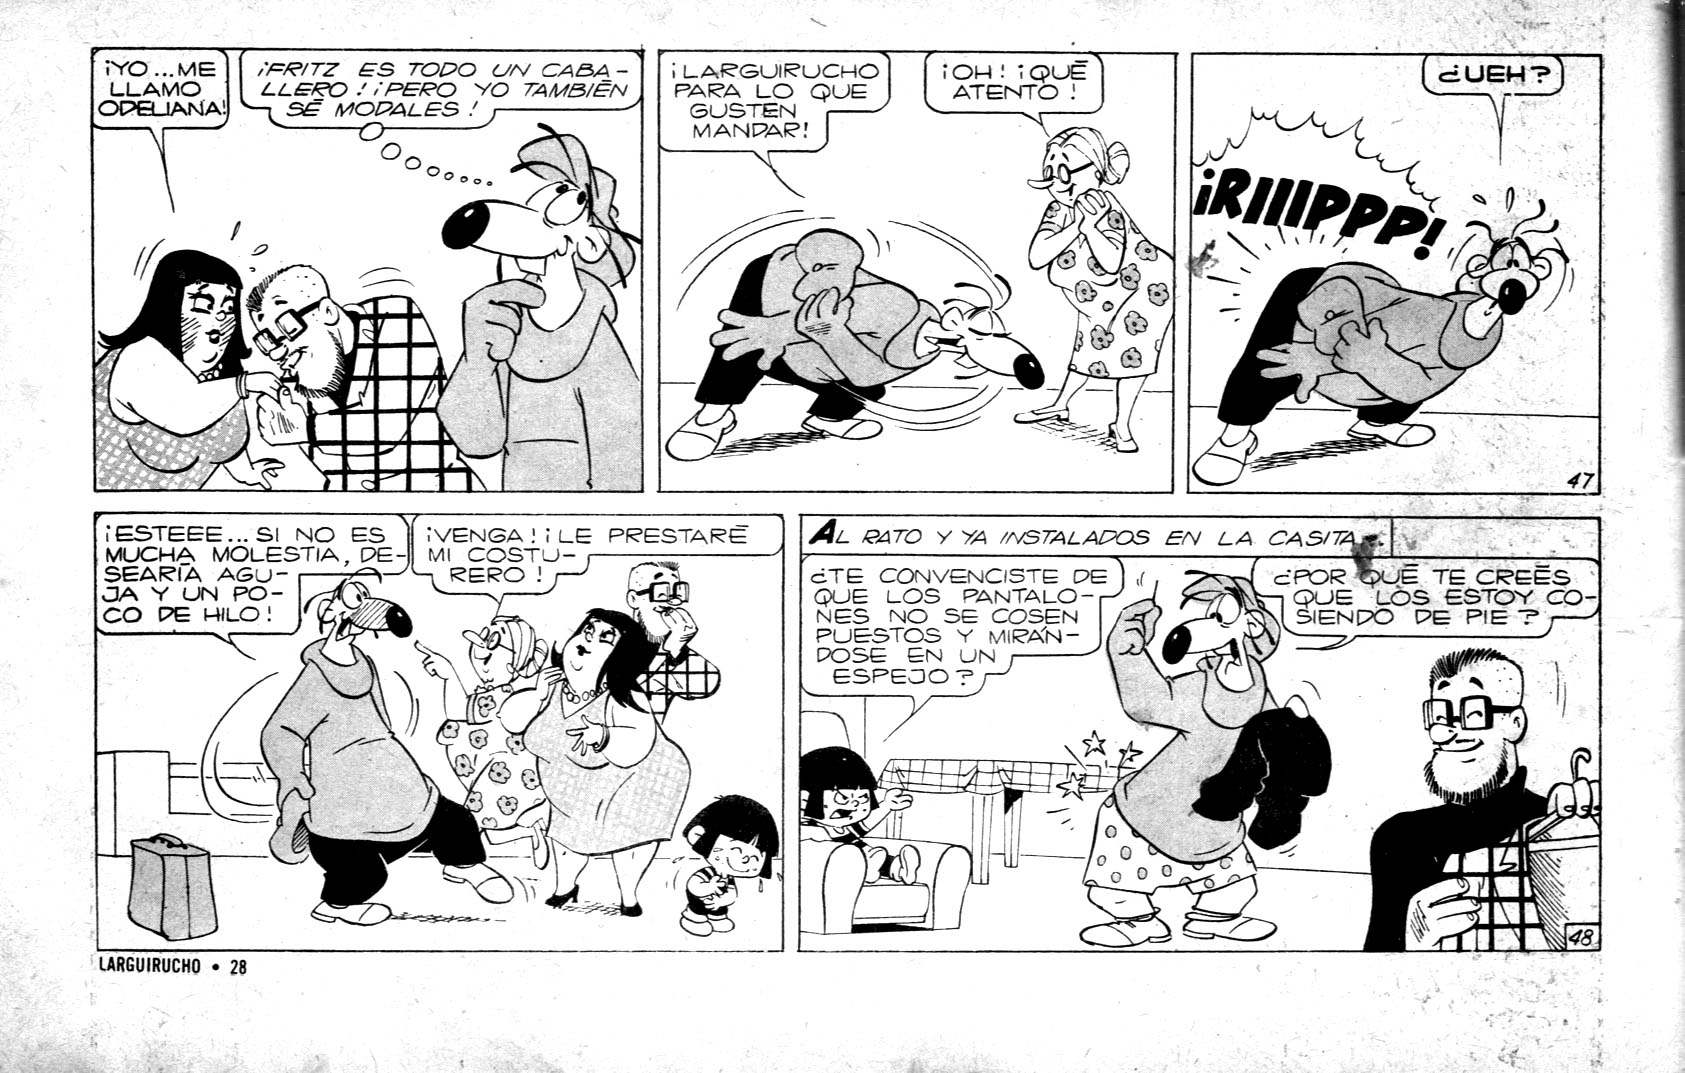 ¡YO...ME
LLAMO
ODELIANA!
¡FRITZ ES TODO UN CABA-
LLERO! ¡PERO YO TAMBIÉN
SÉ MODALES!
¡LARGUIRUCHO
PARA LO QUE
GUSTEN
MANDAR!
¡OH! ¡QUÉ
ATENTO!
¿UEH?
¡RIIIPPP!
47
¡ESTEEE... SI NO ES
MUCHA MOLESTIA, DE-
SEARÍA AGU-
JA Y UN PO-
CO DE HILO!
¡VENGA! ¡LE PRESTARÉ
MI COSTU-
RERO!
AL RATO Y YA INSTALADOS EN LA CASITA...
¿TE CONVENCISTE DE
QUE LOS PANTALO-
NES NO SE COSEN
PUESTOS Y MIRÁN-
DOSE EN UN
ESPEJO?
¿POR QUÉ TE CREÉS
QUE LOS ESTOY CO-
SIENDO DE PIE?
48
LARGUIRUCHO • 28